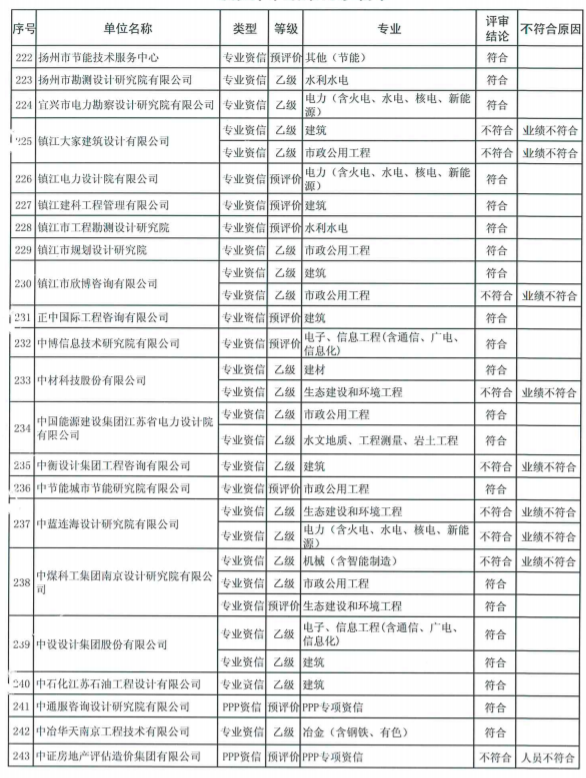 序号 单位名称 类型 等级 专业 评审结论 不符合原因
222 扬州市节能技术服务中心 专业资信 预评价 其他（节能） 符合
223 扬州市勘测设计研究院有限公司 专业资信 乙级 水利水电 符合
224 宜兴市电力勘察设计研究院有限公司 专业资信 乙级 电力（含火电、水电、核电、新能源） 符合
225 镇江大家建筑设计有限公司 专业资信 乙级 建筑 不符合 业绩不符合
专业资信 乙级 市政公用工程 不符合 业绩不符合
226 镇江电力设计院有限公司 专业资信 预评价 电力（含火电、水电、核电、新能源） 符合
227 镇江建科工程管理有限公司 专业资信 预评价 建筑 符合
228 镇江市工程勘测设计研究院 专业资信 预评价 水利水电 符合
229 镇江市规划设计研究院 专业资信 乙级 市政公用工程 符合
230 镇江市欣博咨询有限公司 专业资信 乙级 建筑 符合
专业资信 乙级 市政公用工程 不符合 业绩不符合
231 正中国际工程咨询有限公司 专业资信 预评价 建筑 符合
232 中博信息技术研究院有限公司 专业资信 预评价 电子、信息工程(含通信、广电、信息化) 符合
233 中材科技股份有限公司 专业资信 乙级 建材 符合
专业资信 乙级 生态建设和环境工程 不符合 业绩不符合
234 中国能源建设集团江苏省电力设计院有限公司 专业资信 乙级 市政公用工程 符合
专业资信 乙级 水文地质、工程测量、岩土工程 符合
235 中衡设计集团工程咨询有限公司 专业资信 乙级 建筑 不符合 业绩不符合
236 中节能城市节能研究院有限公司 专业资信 预评价 市政公用工程 符合
237 中蓝连海设计研究院有限公司 专业资信 乙级 生态建设和环境工程 不符合 业绩不符合
专业资信 乙级 电力（含火电、水电、核电、新能源） 不符合 业绩不符合
238 中煤科工集团南京设计研究院有限公司 专业资信 乙级 机械（含智能制造） 不符合 业绩不符合
专业资信 乙级 市政公用工程 符合
专业资信 预评价 生态建设和环境工程 符合
239 中设设计集团股份有限公司 专业资信 乙级 电子、信息工程(含通信、广电、信息化) 符合
专业资信 乙级 建筑 符合
240 中石化江苏石油工程设计有限公司 专业资信 乙级 建筑 符合
241 中通服咨询设计研究院有限公司 PPP资信 预评价 PPP专项资信 符合
242 中冶华天南京工程技术有限公司 专业资信 乙级 冶金（含钢铁、有色） 符合
243 中证房地产评估造价集团有限公司 PPP资信 预评价 PPP专项资信 不符合 人员不符合